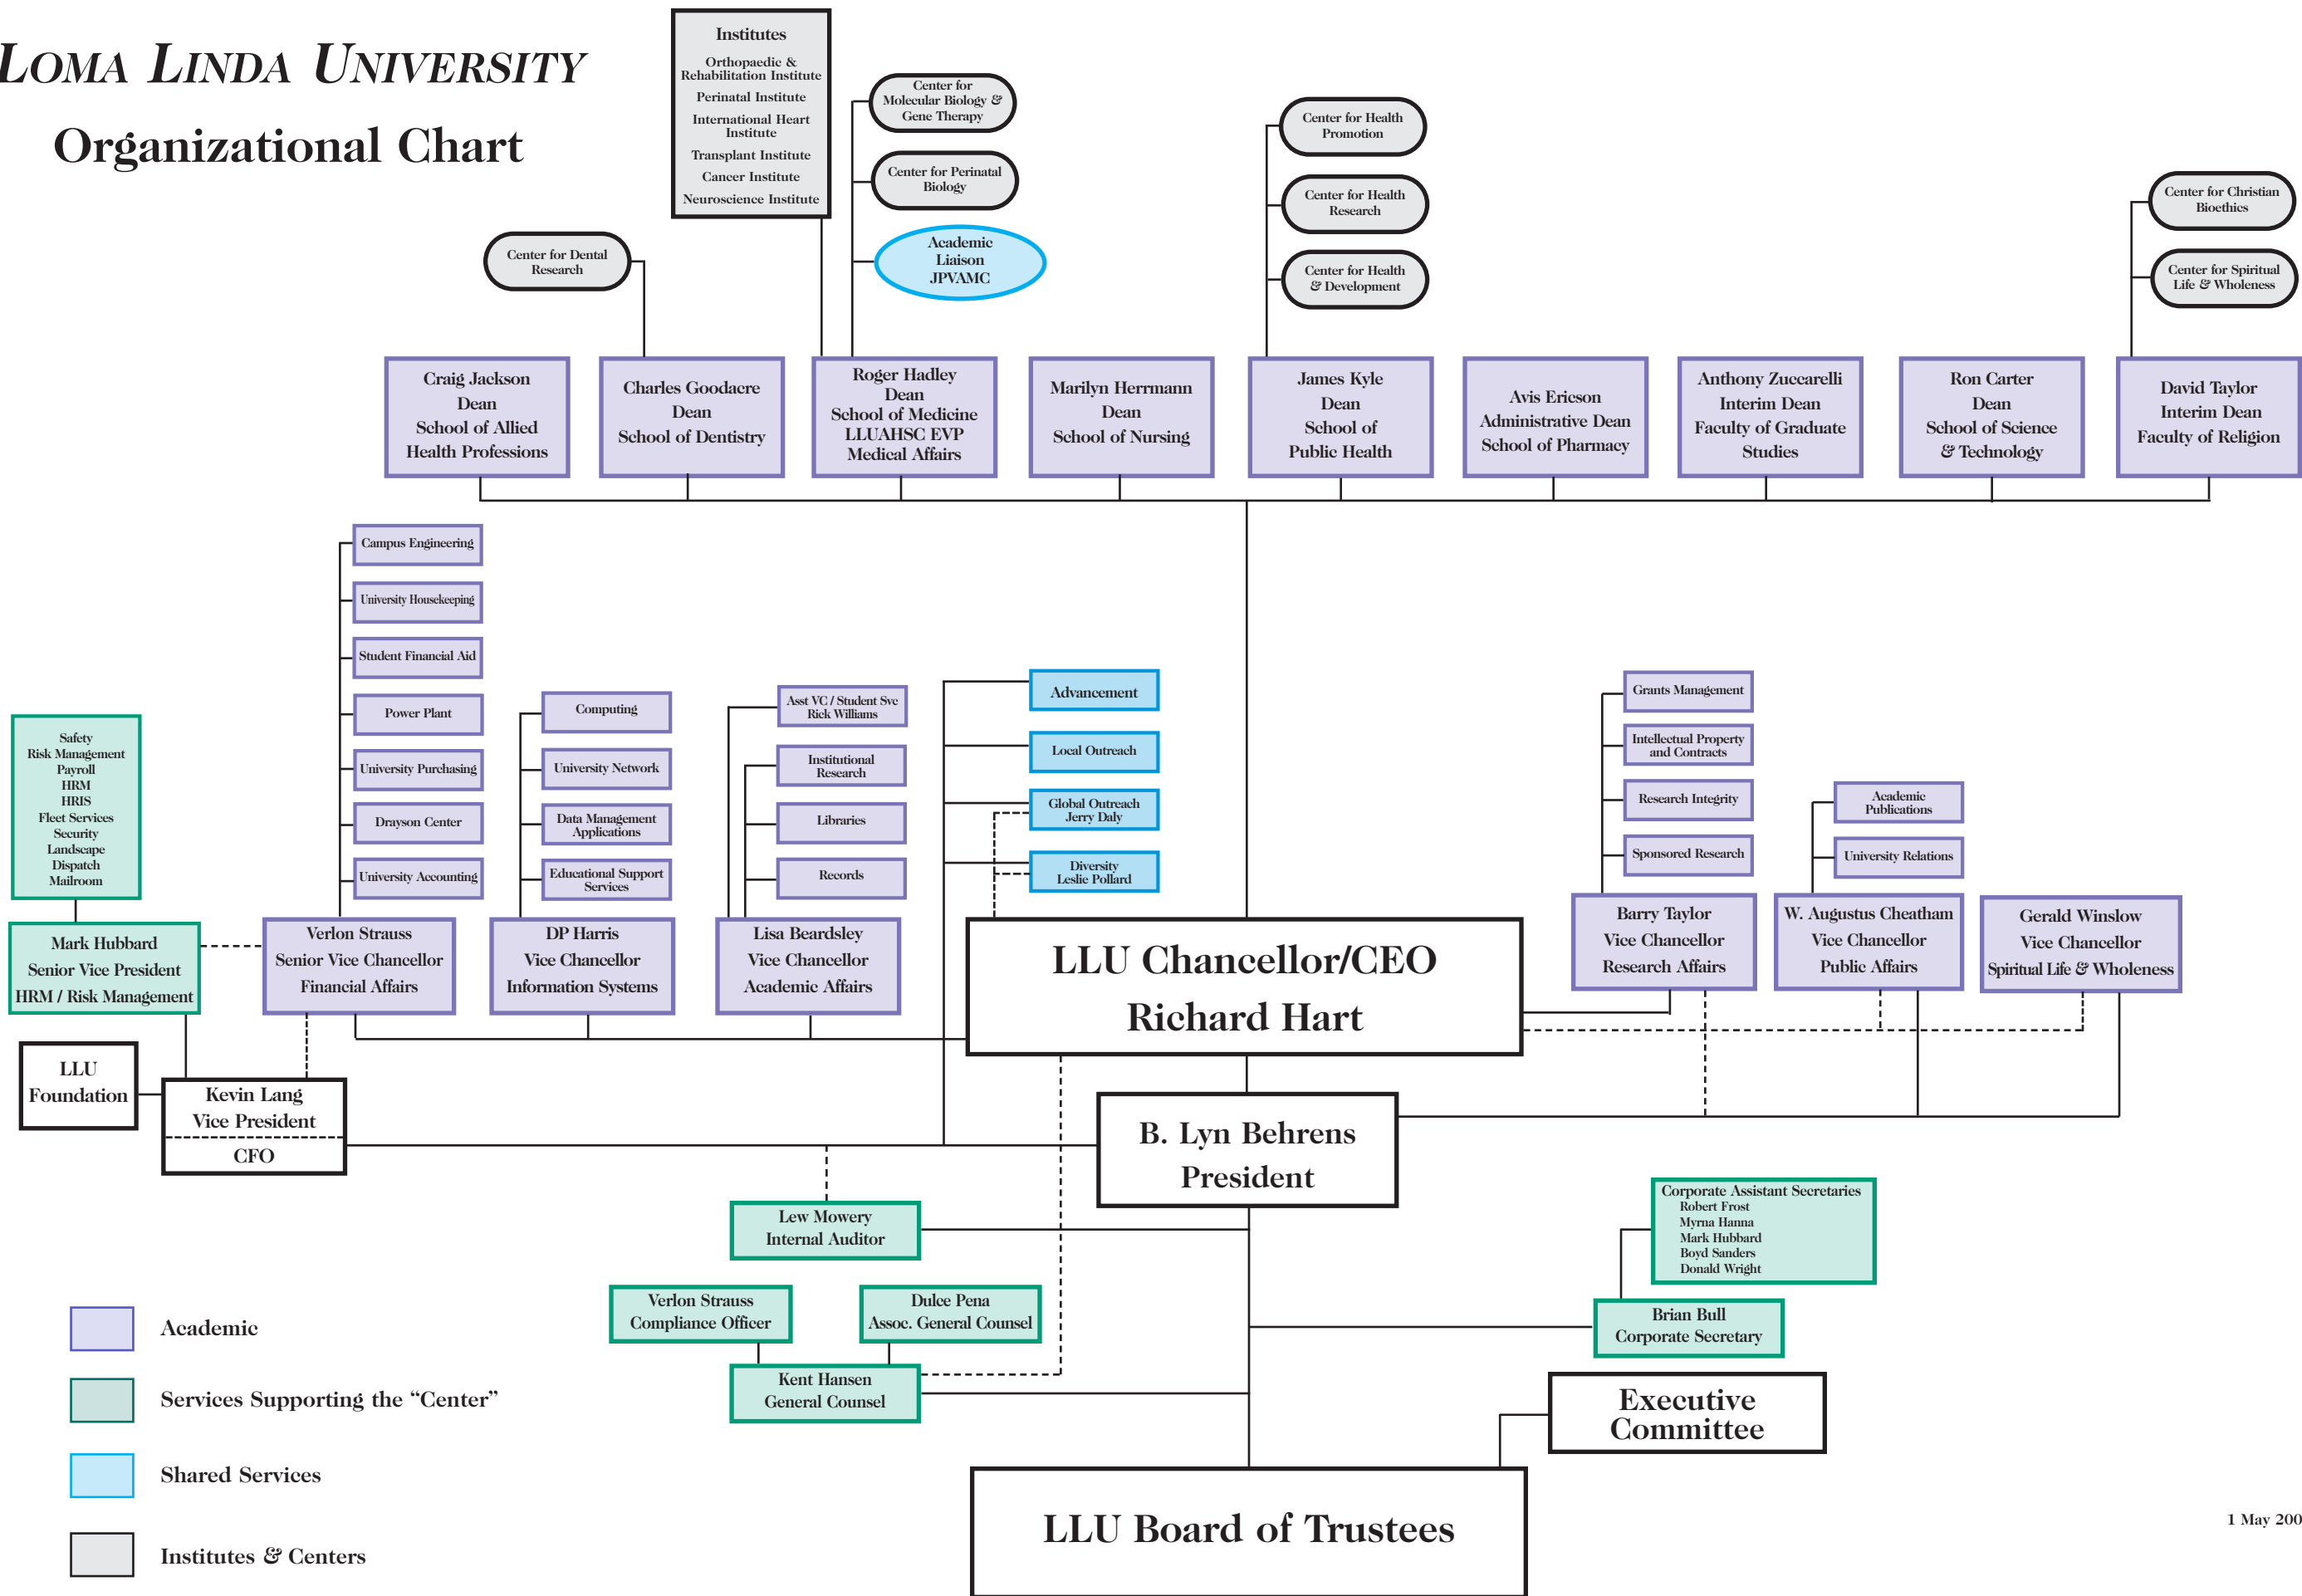 LOMA LINDA UNIVERSITY
Organizational Chart
Institutes
Orthopaedic &
Rehabilitation Institute
Perinatal Institute
International Heart
Institute
Transplant Institute
Cancer Institute
Neuroscience Institute
Center for
Molecular Biology &
Gene Therapy
Center for Perinatal
Biology
Academic
Liaison
JPVAMC
Center for Dental
Research
Center for Health
Promotion
Center for Health
Research
Center for Health
& Development
Center for Christian
Bioethics
Center for Spiritual
Life & Wholeness
Craig Jackson
Dean
School of Allied
Health Professions
Charles Goodacre
Dean
School of Dentistry
Roger Hadley
Dean
School of Medicine
LLUAHSC EVP
Medical Affairs
Marilyn Herrmann
Dean
School of Nursing
James Kyle
Dean
School of
Public Health
Avis Ericson
Administrative Dean
School of Pharmacy
Anthony Zuccarelli
Interim Dean
Faculty of Graduate
Studies
Ron Carter
Dean
School of Science
& Technology
David Taylor
Interim Dean
Faculty of Religion
Campus Engineering
University Housekeeping
Student Financial Aid
Power Plant
University Purchasing
Drayson Center
University Accounting
Computing
University Network
Data Management
Applications
Educational Support
Services
Asst VC / Student Svc
Rick Williams
Institutional
Research
Libraries
Records
Advancement
Local Outreach
Global Outreach
Jerry Daly
Diversity
Leslie Pollard
Grants Management
Intellectual Property
and Contracts
Research Integrity
Sponsored Research
Academic
Publications
University Relations
Safety
Risk Management
Payroll
HRM
HRIS
Fleet Services
Security
Landscape
Dispatch
Mailroom
Mark Hubbard
Senior Vice President
HRM / Risk Management
Verlon Strauss
Senior Vice Chancellor
Financial Affairs
DP Harris
Vice Chancellor
Information Systems
Lisa Beardsley
Vice Chancellor
Academic Affairs
LLU Chancellor/CEO
Richard Hart
Barry Taylor
Vice Chancellor
Research Affairs
W. Augustus Cheatham
Vice Chancellor
Public Affairs
Gerald Winslow
Vice Chancellor
Spiritual Life & Wholeness
LLU
Foundation
Kevin Lang
Vice President
CFO
B. Lyn Behrens
President
Lew Mowery
Internal Auditor
Corporate Assistant Secretaries
Robert Frost
Myrna Hanna
Mark Hubbard
Boyd Sanders
Donald Wright
Verlon Strauss
Compliance Officer
Dulce Pena
Assoc. General Counsel
Brian Bull
Corporate Secretary
Kent Hansen
General Counsel
Executive
Committee
LLU Board of Trustees
Academic
Services Supporting the “Center”
Shared Services
Institutes & Centers
1 May 200